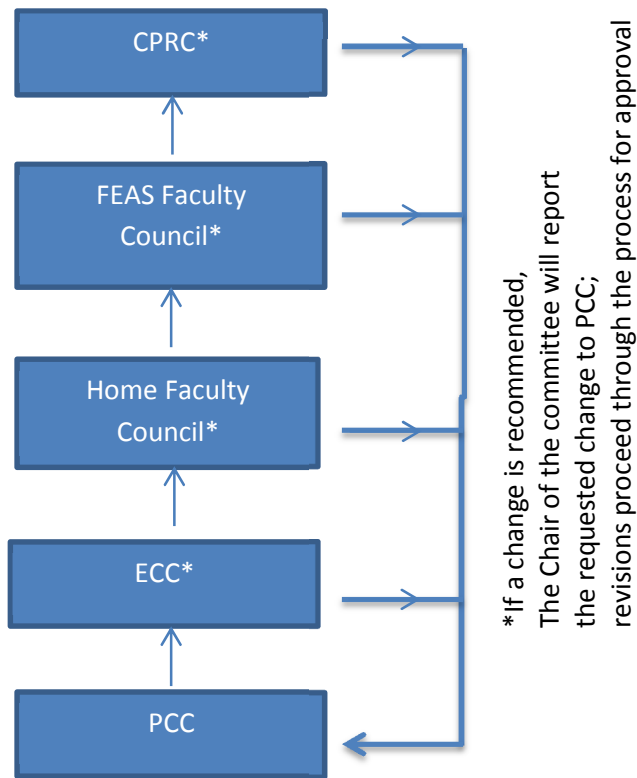 CPRC*
FEAS Faculty
Council*
Home Faculty
Council*
ECC*
PCC
*If a change is recommended,
The Chair of the committee will report
the requested change to PCC;
revisions proceed through the process for approval